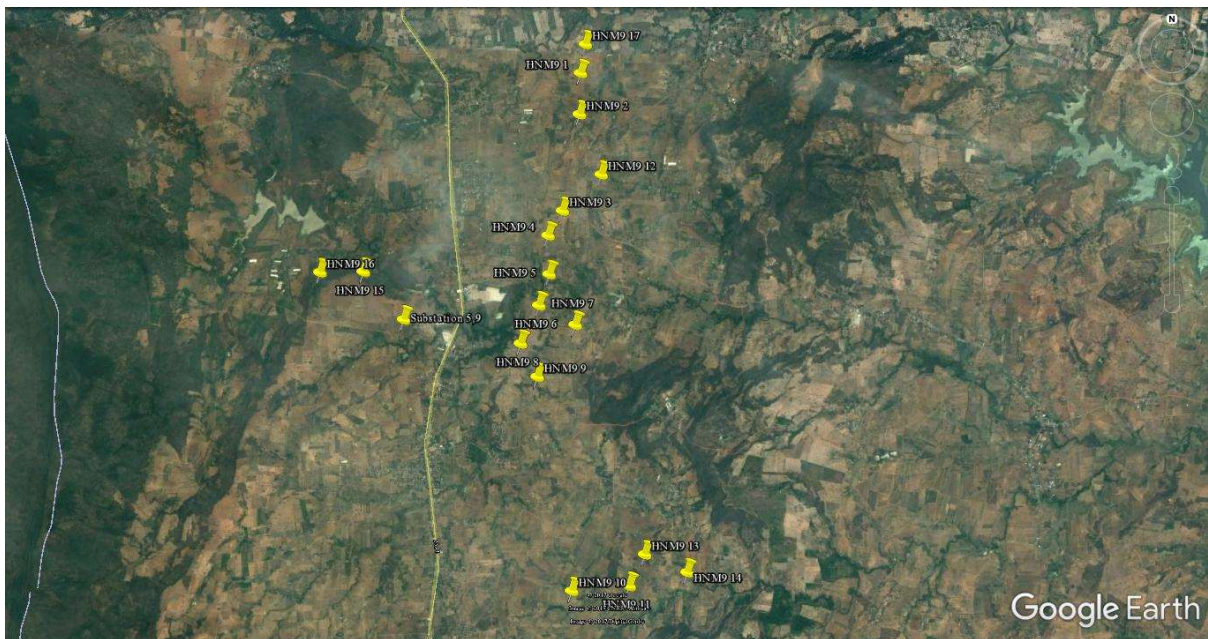 N
HNM9 17
HNM9 1
HNM9 2
HNM9 12
HNM9 3
HNM9 4
HNM9 5
HNM9 16
HNM9 15
HNM9 7
Substation 5,9
HNM9 6
HNM9 8
HNM9 9
HNM9 13
HNM9 14
HNM9 10
HNM9 11
Google Earth